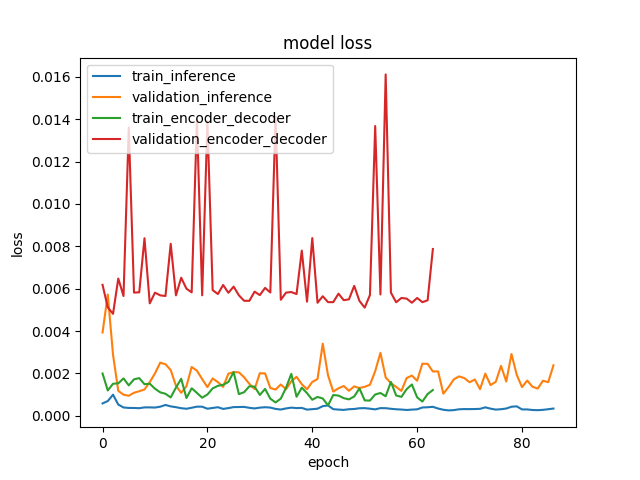 model loss
train_inference
validation_inference
train_encoder_decoder
validation_encoder_decoder
0.016
0.014
0.012
0.010
0.008
0.006
0.004
0.002
0.000
loss
0 20 40 60 80
epoch